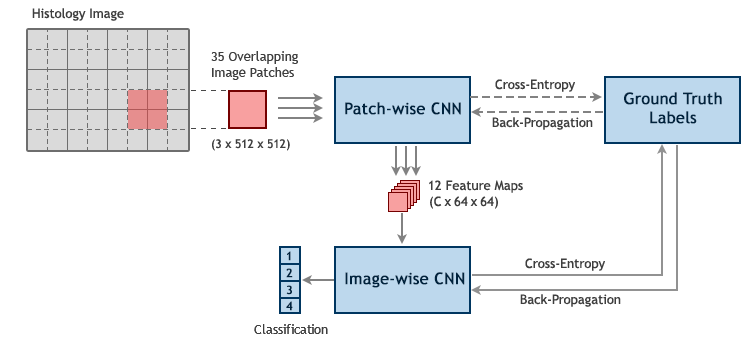 Histology Image
35 Overlapping
Image Patches
(3 x 512 x 512)
Patch-wise CNN
Cross-Entropy
Back-Propagation
Ground Truth
Labels
12 Feature Maps
(C x 64 x 64)
1
2
3
4
Classification
Image-wise CNN
Cross-Entropy
Back-Propagation